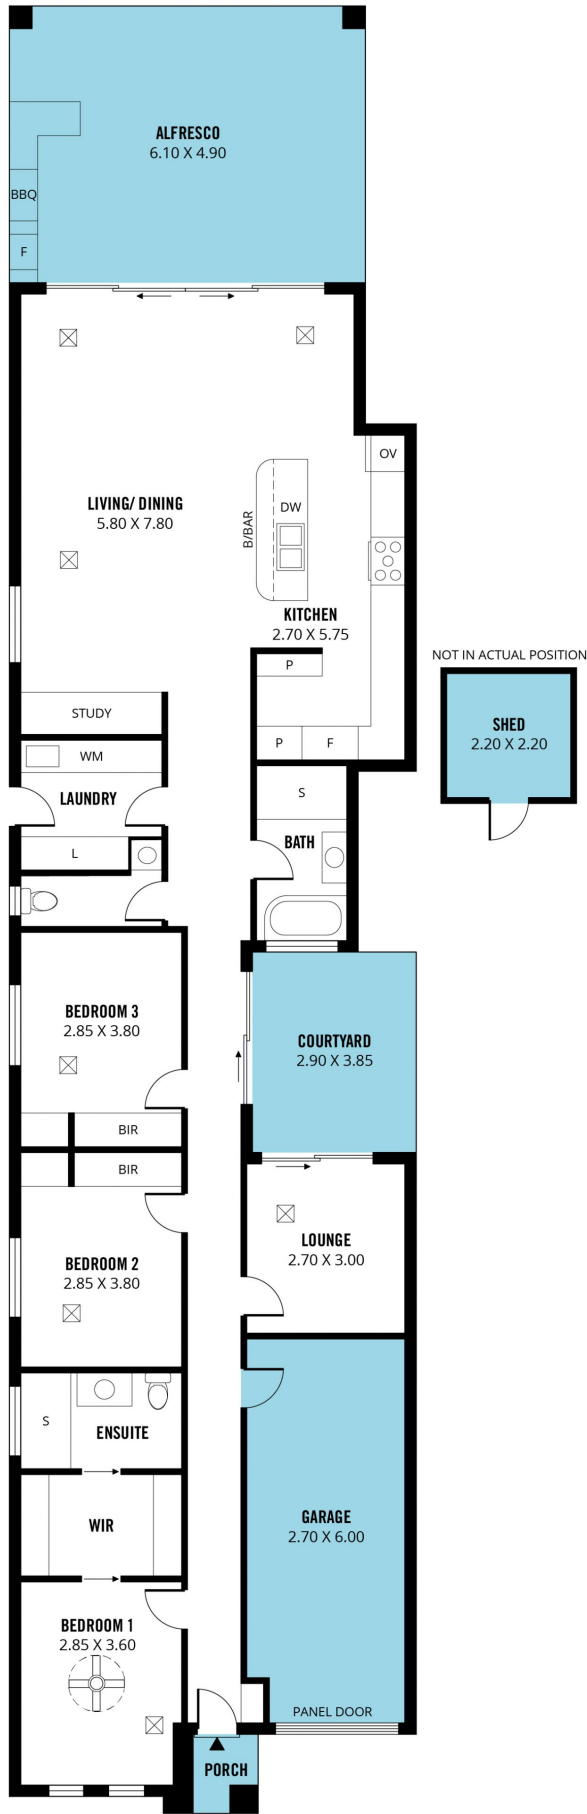 ALFRESCO
6.10 X 4.90
BBQ
F
OV
LIVING/ DINING
5.80 X 7.80
B/BAR
DW
KITCHEN
2.70 X 5.75
P
NOT IN ACTUAL POSITION
SHED
2.20 X 2.20
STUDY
P
F
WM
LAUNDRY
S
BATH
L
BEDROOM 3
2.85 X 3.80
COURTYARD
2.90 X 3.85
BIR
BIR
LOUNGE
2.70 X 3.00
BEDROOM 2
2.85 X 3.80
S
ENSUITE
WIR
GARAGE
2.70 X 6.00
BEDROOM 1
2.85 X 3.60
PANEL DOOR
PORCH